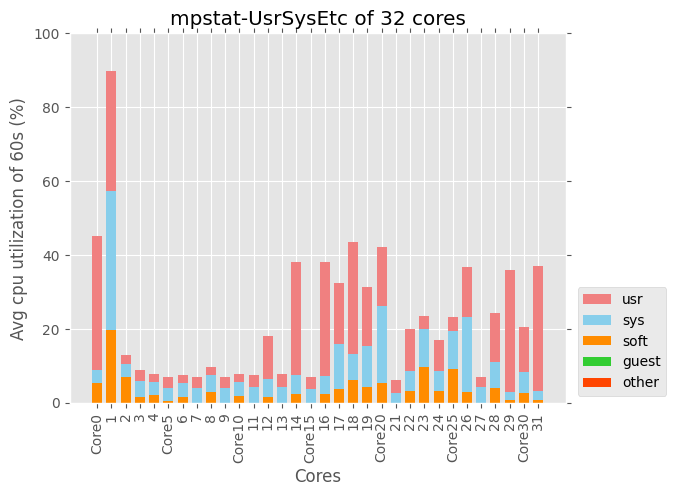 mpstat-UsrSysEtc of 32 cores
Avg cpu utilization of 60s (%)
100
80
60
40
20
0
Core0
1
2
3
4
Core5
6
7
8
9
Core10
11
12
13
14
Core15
16
17
18
19
Core20
21
22
23
24
Core25
26
27
28
29
Core30
31
Cores
usr
sys
soft
guest
other